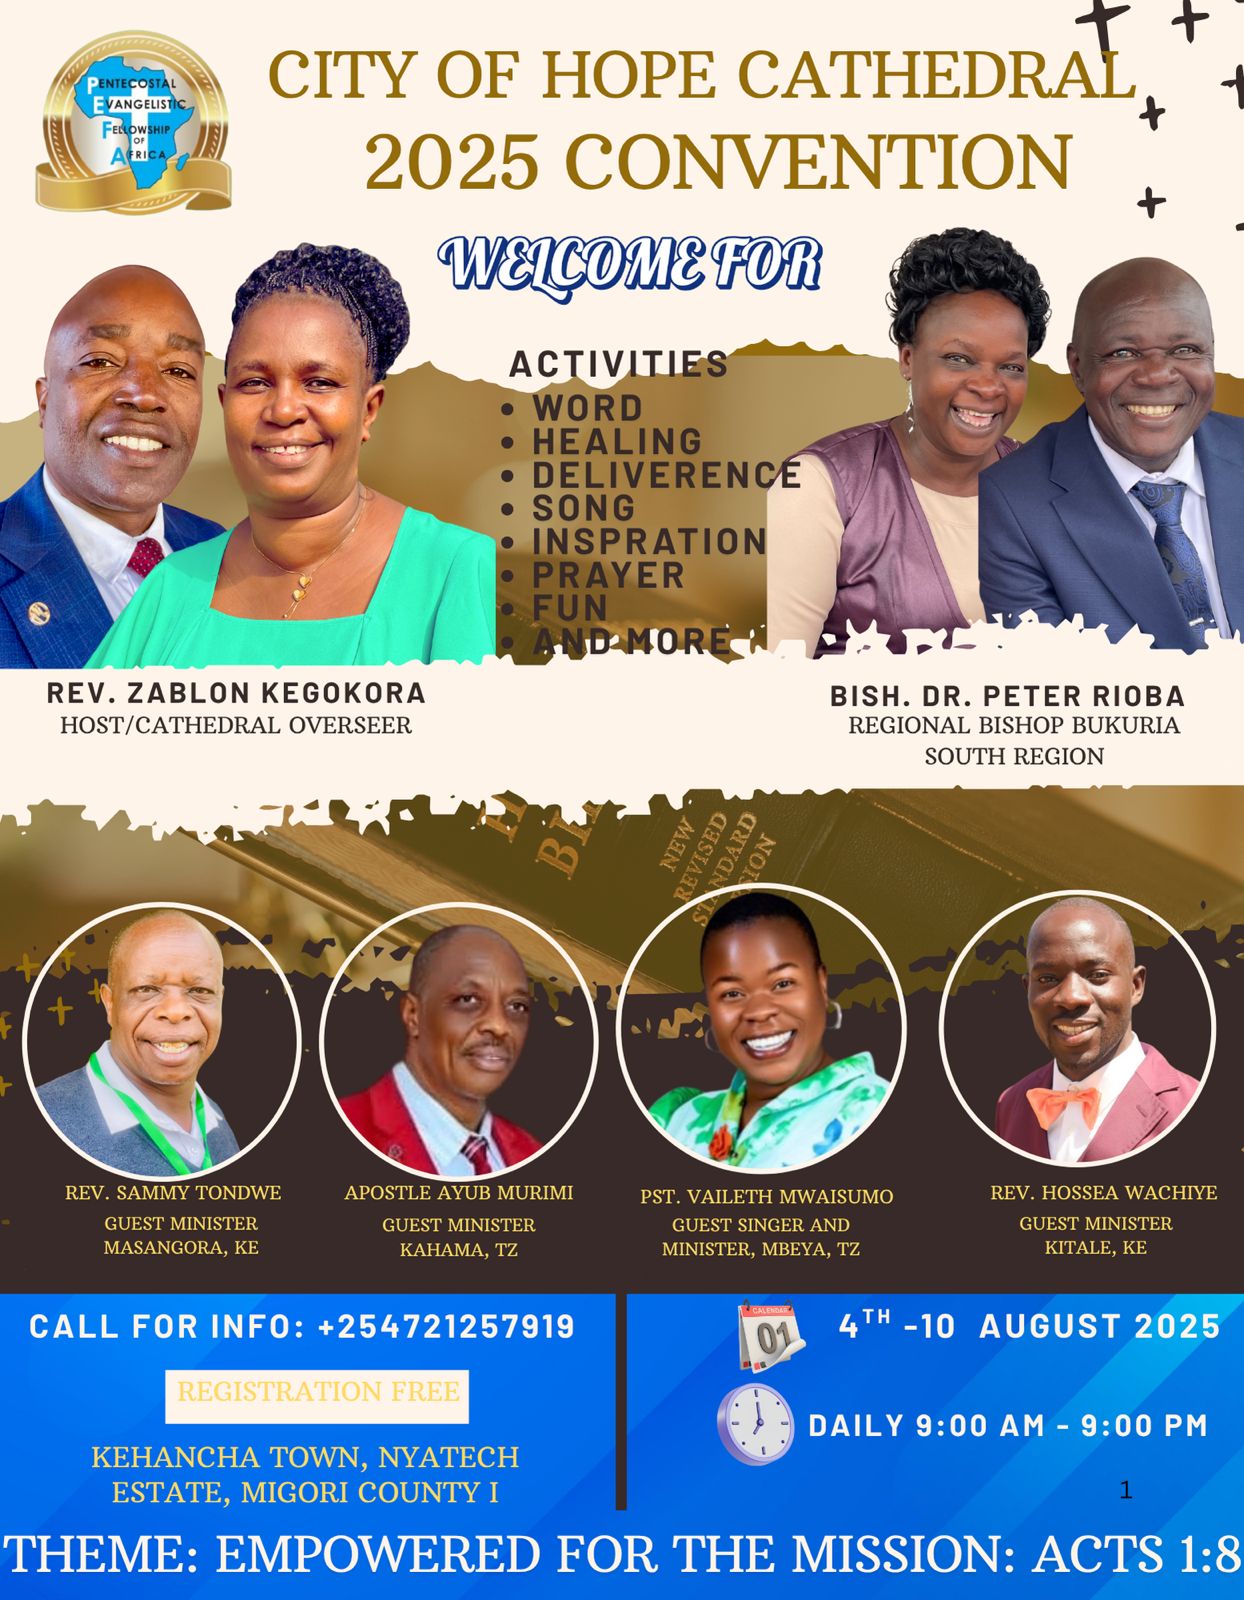 PENTECOSTAL
EVANGELISTIC
FELLOWSHIP
OF
AFRICA
CITY OF HOPE CATHEDRAL
2025 CONVENTION
WELCOME FOR
ACTIVITIES
• WORD
• HEALING
• DELIVERENCE
• SONG
• INSPRATION
• PRAYER
• FUN
• AND MORE
REV. ZABLON KEGOKORA
HOST/CATHEDRAL OVERSEER
BISH. DR. PETER RIOBA
REGIONAL BISHOP BUKURIA
SOUTH REGION
NEW
REVISED
STANDARD
REV. SAMMY TONDWE
GUEST MINISTER
MASANGORA, KE
APOSTLE AYUB MURIMI
GUEST MINISTER
KAHAMA, TZ
PST. VAILETH MWAISUMO
GUEST SINGER AND
MINISTER, MBEYA, TZ
REV. HOSSEA WACHIYE
GUEST MINISTER
KITALE, KE
CALL FOR INFO: +254721257919
REGISTRATION FREE
KEHANCHA TOWN, NYATECH
ESTATE, MIGORI COUNTY I
CALENDAR
01
4TH -10 AUGUST 2025
DAILY 9:00 AM - 9:00 PM
1
THEME: EMPOWERED FOR THE MISSION: ACTS 1:8